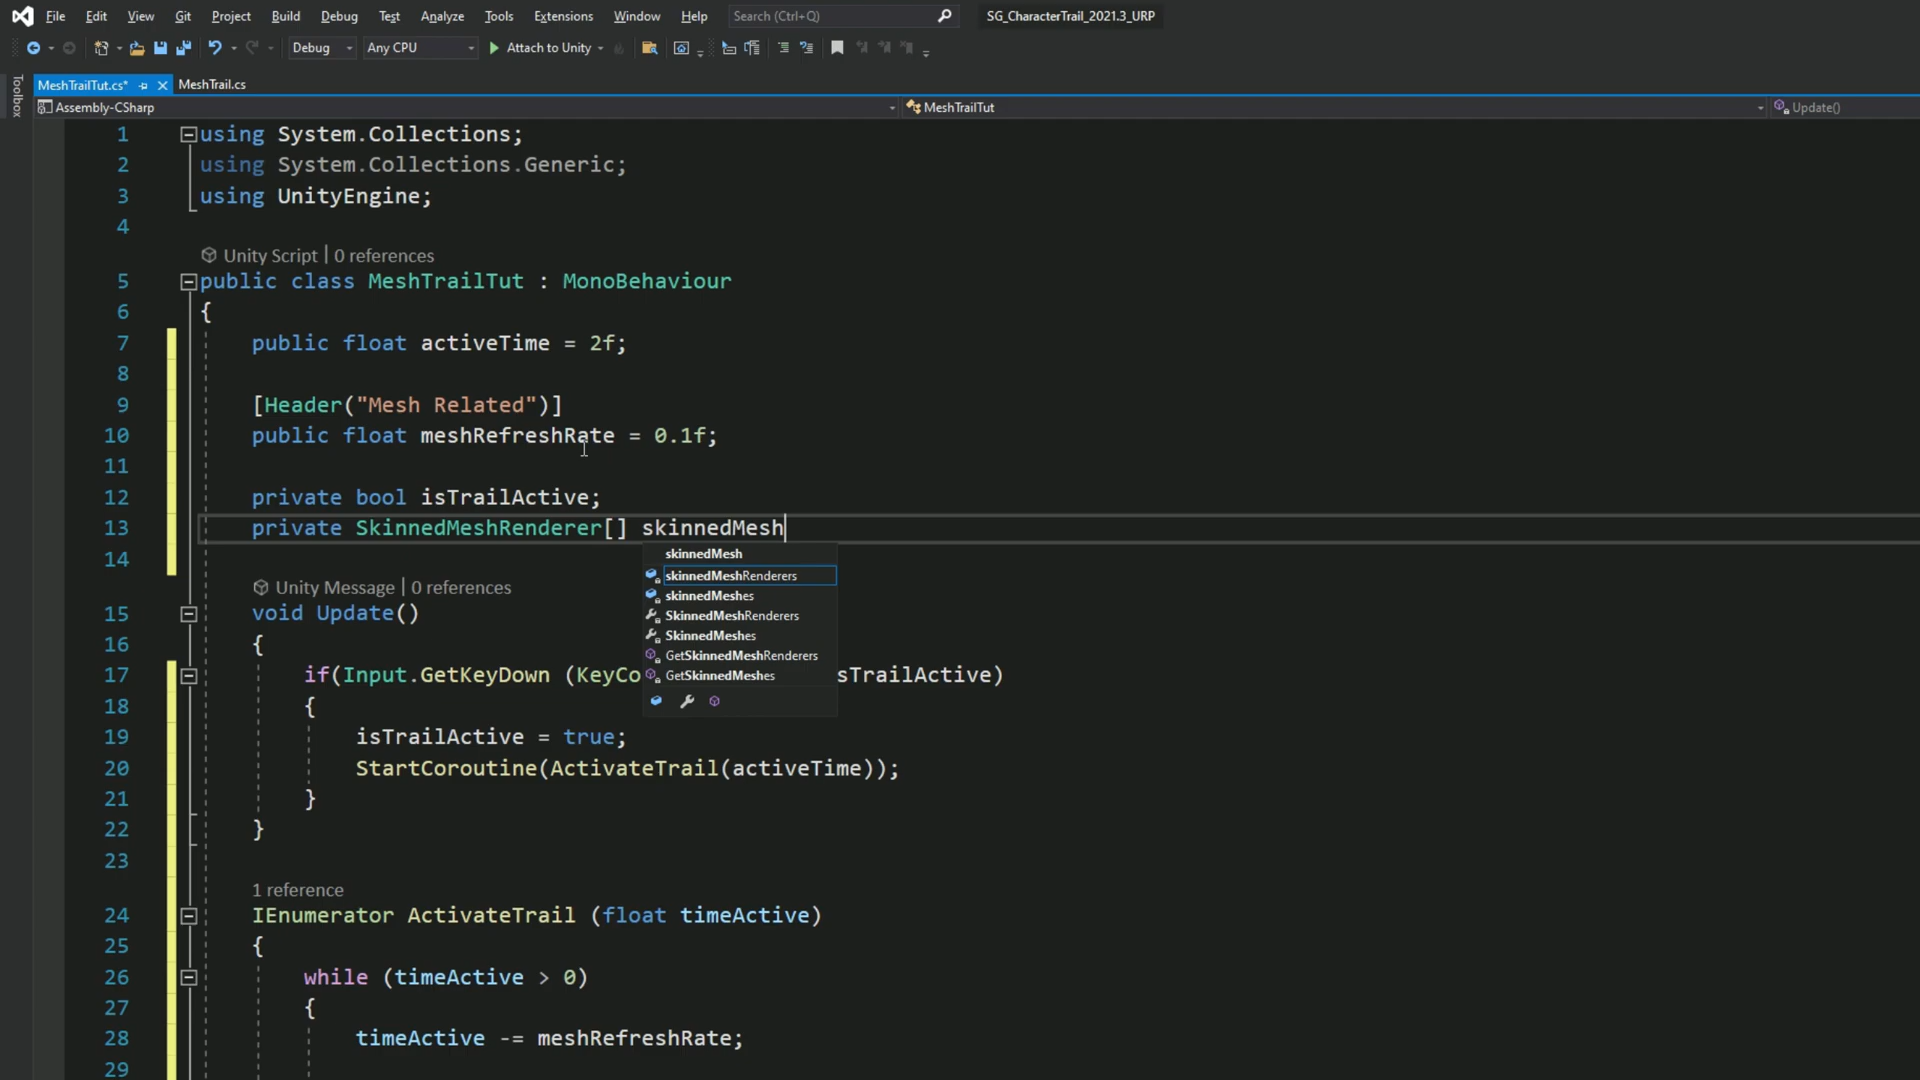 File Edit View Git Project Build Debug Test Analyze Tools Extensions Window Help Search (Ctrl+Q) SG_CharacterTrail_2021.3_URP
Debug Any CPU Attach to Unity
Toolbox
MeshTrailTut.cs* MeshTrail.cs
Assembly-CSharp MeshTrailTut Update()
1 using System.Collections;
2 using System.Collections.Generic;
3 using UnityEngine;
4
Unity Script | 0 references
5 public class MeshTrailTut : MonoBehaviour
6 {
7 public float activeTime = 2f;
8
9 [Header("Mesh Related")]
10 public float meshRefreshRate = 0.1f;
11
12 private bool isTrailActive;
13 private SkinnedMeshRenderer[] skinnedMesh
14
skinnedMesh
skinnedMeshRenderers
skinnedMeshes
SkinnedMeshRenderers
SkinnedMeshes
GetSkinnedMeshRenderers
GetSkinnedMeshes
Unity Message | 0 references
15 void Update()
16 {
17 if(Input.GetKeyDown (KeyCo sTrailActive)
18 {
19 isTrailActive = true;
20 StartCoroutine(ActivateTrail(activeTime));
21 }
22 }
23
1 reference
24 IEnumerator ActivateTrail (float timeActive)
25 {
26 while (timeActive > 0)
27 {
28 timeActive -= meshRefreshRate;
29